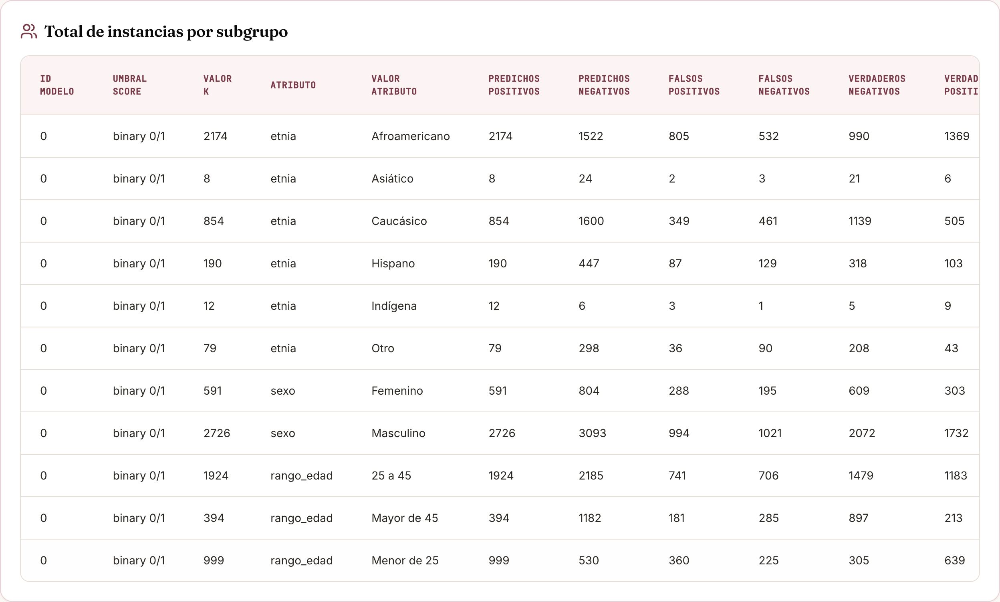 Total de instancias por subgrupo
ID MODELO UMBRAL SCORE VALOR K ATRIBUTO VALOR ATRIBUTO PREDICHOS POSITIVOS PREDICHOS NEGATIVOS FALSOS POSITIVOS FALSOS NEGATIVOS VERDADEROS NEGATIVOS VERDAD POSITI
0 binary 0/1 2174 etnia Afroamericano 2174 1522 805 532 990 1369
0 binary 0/1 8 etnia Asiático 8 24 2 3 21 6
0 binary 0/1 854 etnia Caucásico 854 1600 349 461 1139 505
0 binary 0/1 190 etnia Hispano 190 447 87 129 318 103
0 binary 0/1 12 etnia Indígena 12 6 3 1 5 9
0 binary 0/1 79 etnia Otro 79 298 36 90 208 43
0 binary 0/1 591 sexo Femenino 591 804 288 195 609 303
0 binary 0/1 2726 sexo Masculino 2726 3093 994 1021 2072 1732
0 binary 0/1 1924 rango_edad 25 a 45 1924 2185 741 706 1479 1183
0 binary 0/1 394 rango_edad Mayor de 45 394 1182 181 285 897 213
0 binary 0/1 999 rango_edad Menor de 25 999 530 360 225 305 639